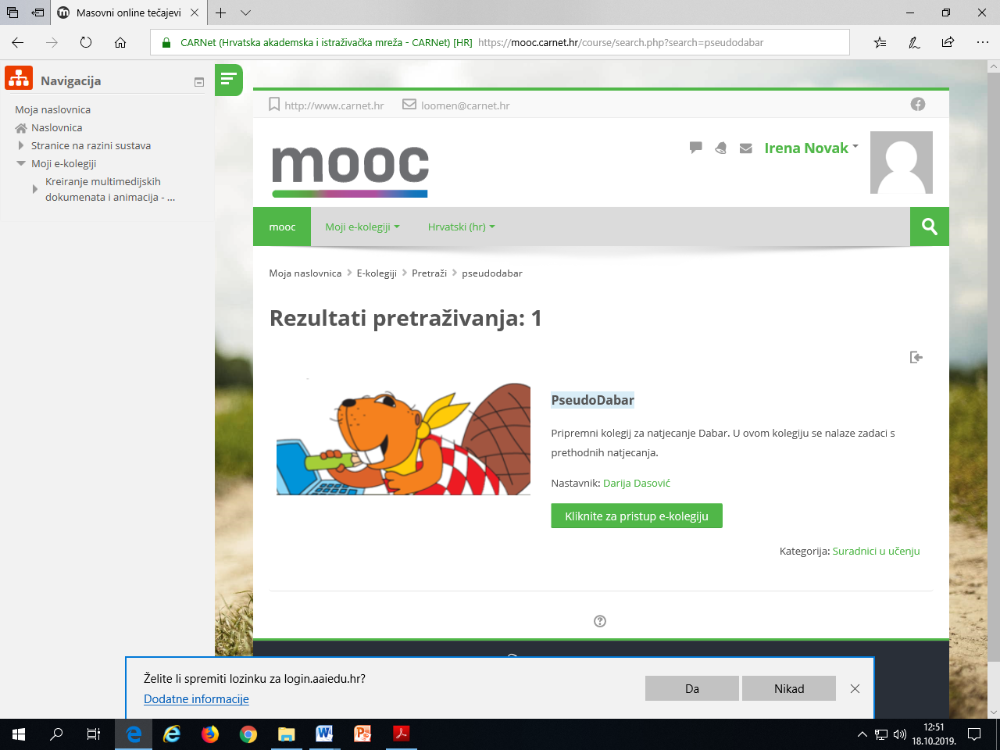 Masovni online tečajevi
CARNet (Hrvatska akademska i istraživačka mreža - CARNet) [HR] https://mooc.carnet.hr/course/search.php?search=pseudodabar
Navigacija
Moja naslovnica
Naslovnica
Stranice na razini sustava
Moji e-kolegiji
Kreiranje multimedijskih
dokumenata i animacija - ...
http://www.carnet.hr loomen@carnet.hr
mooc
Irena Novak
mooc Moji e-kolegiji Hrvatski (hr)
Moja naslovnica E-kolegiji Pretraži pseudodabar
Rezultati pretraživanja: 1
PseudoDabar
Pripremni kolegij za natjecanje Dabar. U ovom kolegiju se nalaze zadaci s
prethodnih natjecanja.
Nastavnik: Darija Dasović
Kliknite za pristup e-kolegiju
Kategorija: Suradnici u učenju
Želite li spremiti lozinku za login.aaiedu.hr?
Dodatne informacije
Da
Nikad
12:51
18.10.2019.